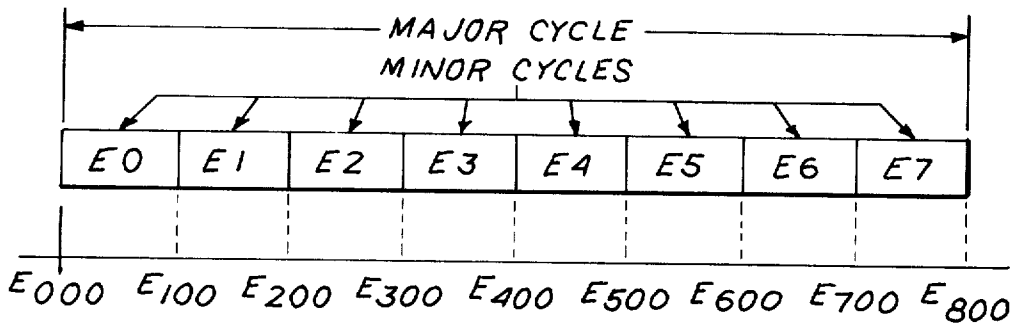 MAJOR CYCLE
MINOR CYCLES
E0 E1 E2 E3 E4 E5 E6 E7
E000 E100 E200 E300 E400 E500 E600 E700 E800